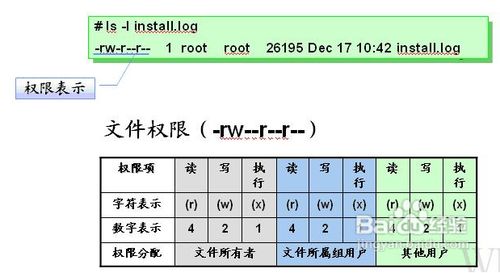 # ls -l install.log
-rw-r--r-- 1 root root 26195 Dec 17 10:42 install.log
权限表示
文件权限（-rw--r--r--）
权限项 读 写 执行 读 写 执行 读 写 执行
字符表示 (r) (w) (x) (r) (w) (x) (r) (w) (x)
数字表示 4 2 1 4 2 1 4 2 1
权限分配 文件所有者 文件所属组用户 其他用户
Baidu 经验